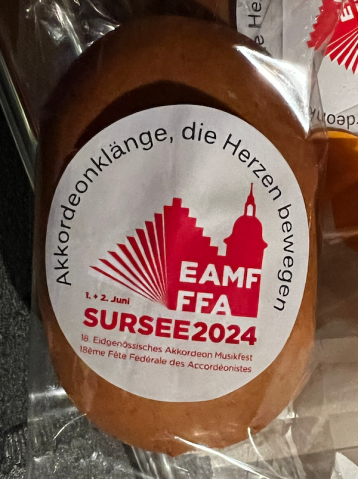 Akkordeonklänge, die Herzen bewegen
EAMF
FFA
1. + 2. Juni
SURSEE2024
18. Eidgenössisches Akkordeon Musikfest
18ème Fête Fédérale des Accordéonistes